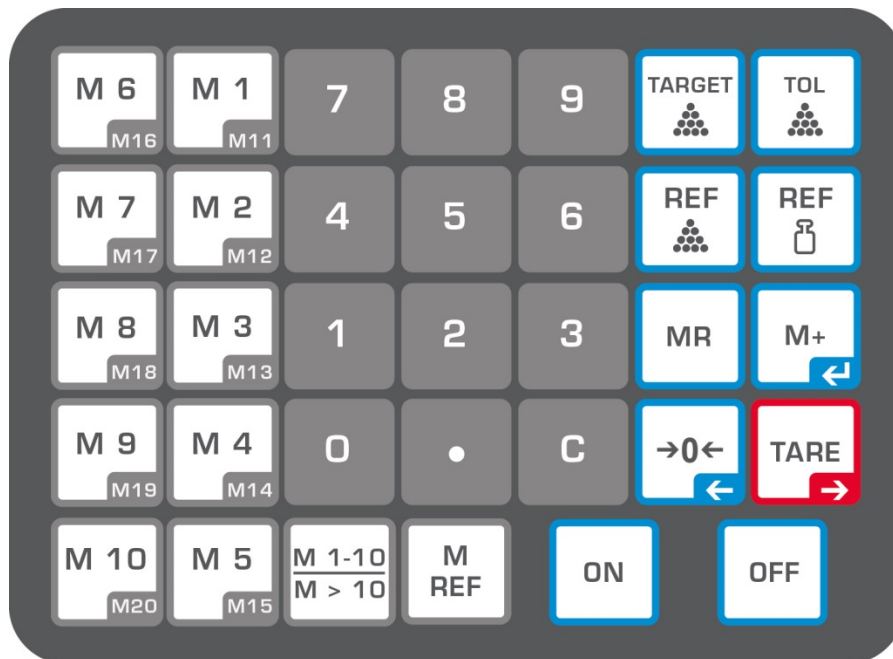 M 6
M16
M 1
M11
7
8
9
TARGET
TOL
M 7
M17
M 2
M12
4
5
6
REF
REF
M 8
M18
M 3
M13
1
2
3
MR
M+
M 9
M19
M 4
M14
0
.
C
→0←
TARE
M 10
M20
M 5
M15
M 1-10
M > 10
M
REF
ON
OFF